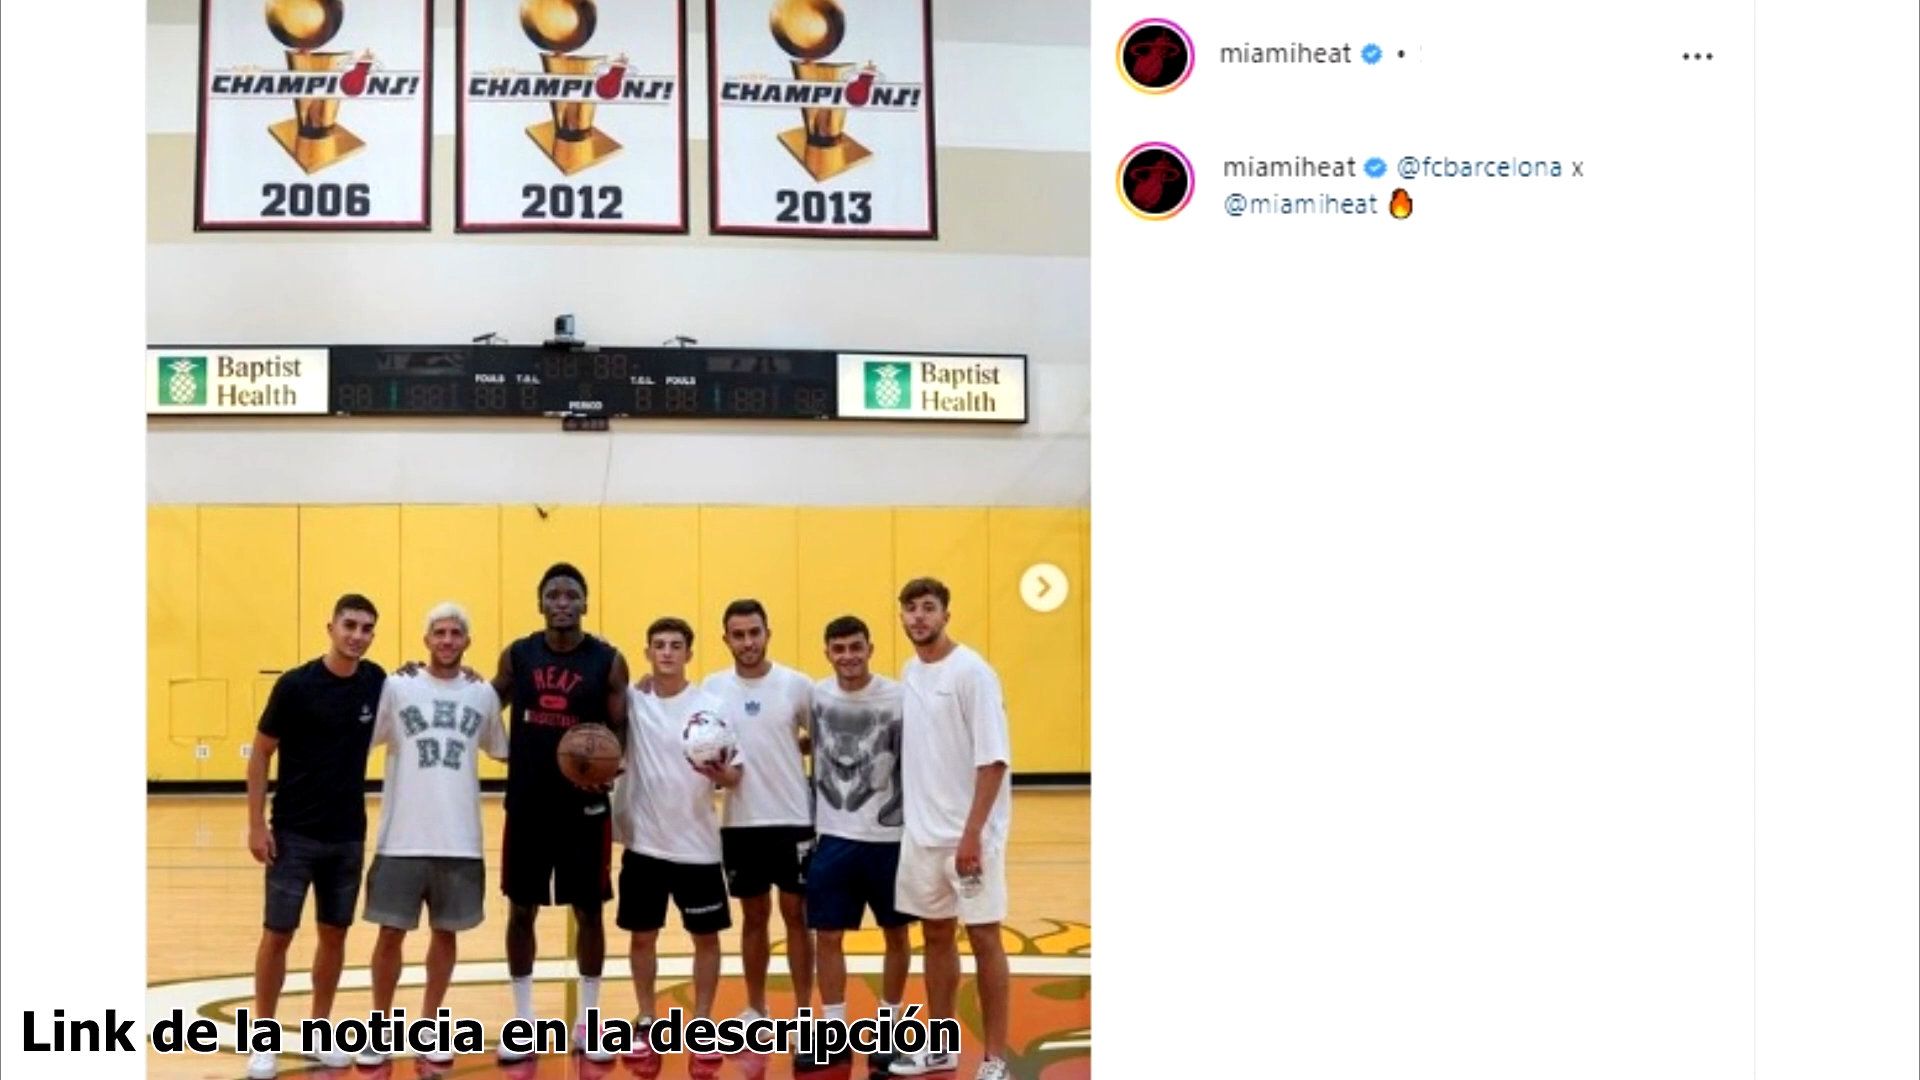 CHAMPIONS!
2006
CHAMPIONS!
2012
CHAMPIONS!
2013
miamiheat •
miamiheat @fcbarcelona x
@miamiheat
Baptist
Health
FOULS T.O.L.
T.O.L. FOULS
PERIOD
Baptist
Health
HEAT
BASKETBALL
RHU
DE
Link de la noticia en la descripción